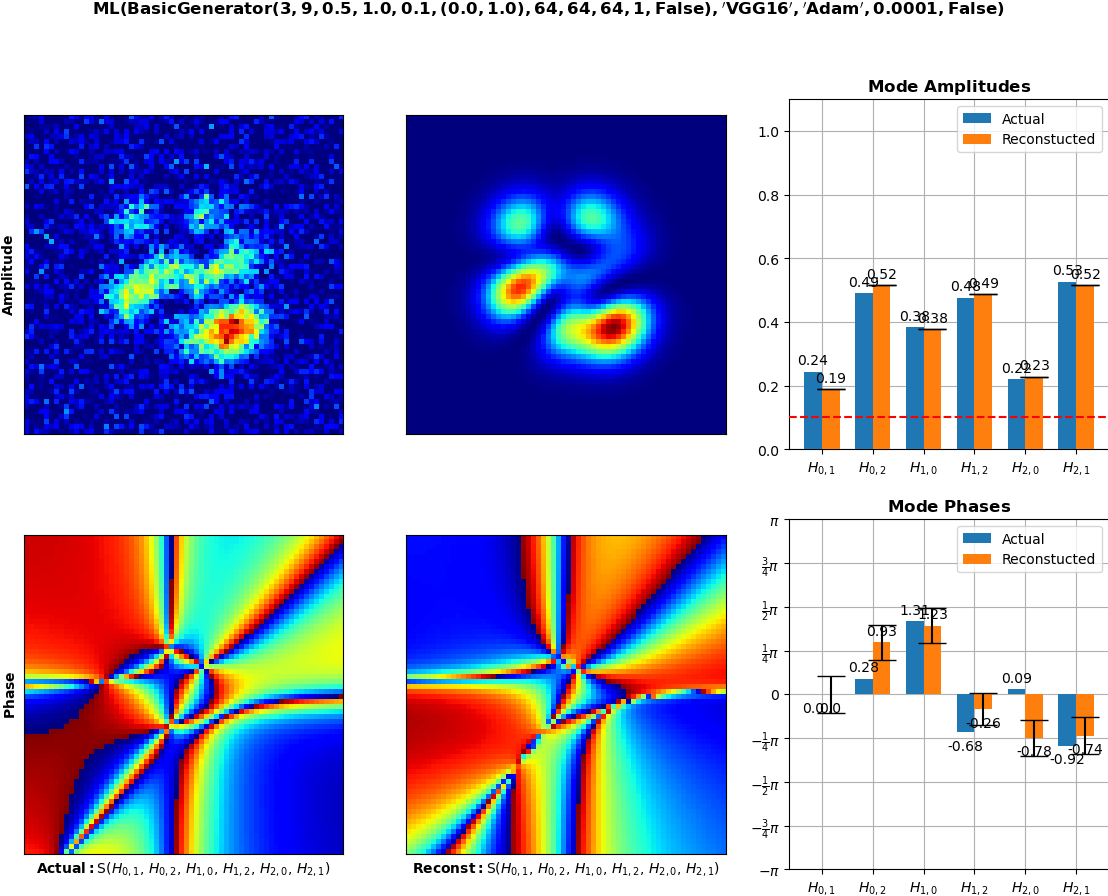 ML(BasicGenerator(3, 9, 0.5, 1.0, 0.1, (0.0, 1.0), 64, 64, 64, 1, False), 'VGG16', 'Adam', 0.0001, False)
Amplitude
Mode Amplitudes
Actual
Reconstucted
1.0
0.8
0.6
0.4
0.2
0.0
0.24
0.19
0.49
0.52
0.38
0.38
0.48
0.49
0.22
0.23
0.53
0.52
H0,1
H0,2
H1,0
H1,2
H2,0
H2,1
Phase
Actual: S(H0,1, H0,2, H1,0, H1,2, H2,0, H2,1)
Reconst: S(H0,1, H0,2, H1,0, H1,2, H2,0, H2,1)
Mode Phases
Actual
Reconstucted
π
3/4π
1/2π
1/4π
0
−1/4π
−1/2π
−3/4π
−π
0.0
0.0
0.28
0.93
1.31
1.23
-0.68
-0.26
0.09
-0.78
-0.92
-0.74
H0,1
H0,2
H1,0
H1,2
H2,0
H2,1